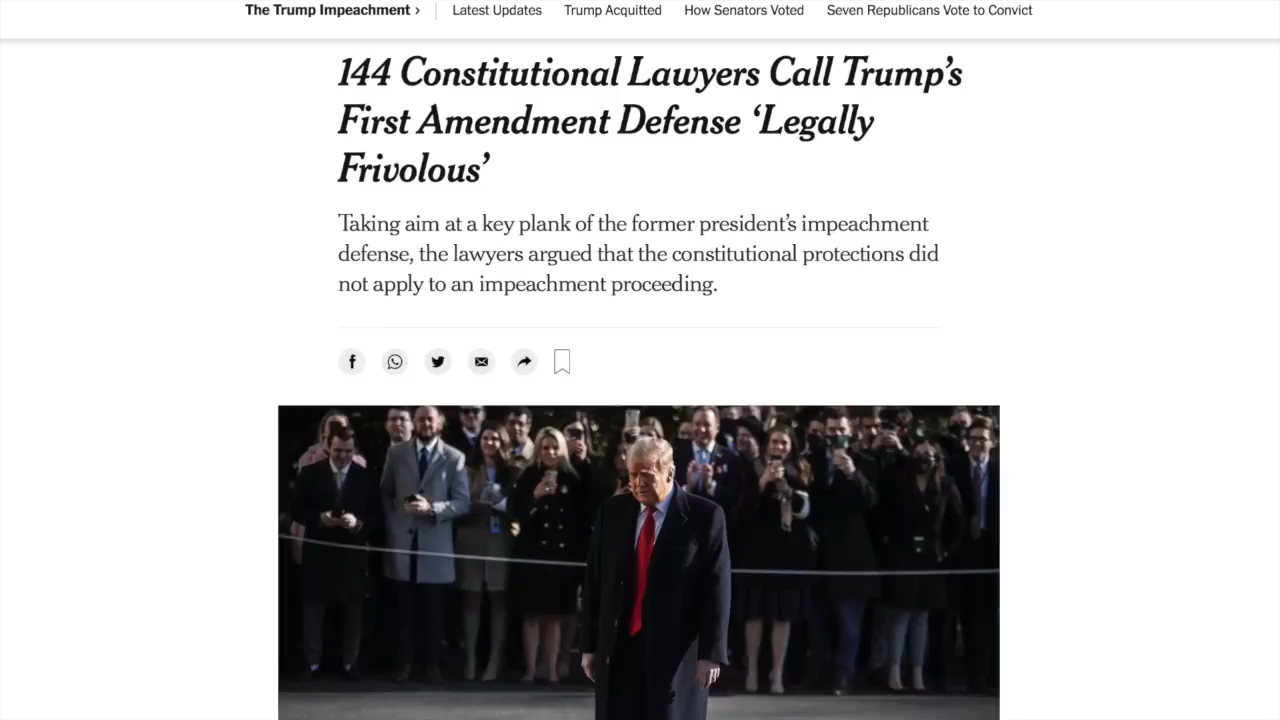 The Trump Impeachment › Latest Updates Trump Acquitted How Senators Voted Seven Republicans Vote to Convict
144 Constitutional Lawyers Call Trump’s
First Amendment Defense ‘Legally
Frivolous’
Taking aim at a key plank of the former president’s impeachment
defense, the lawyers argued that the constitutional protections did
not apply to an impeachment proceeding.